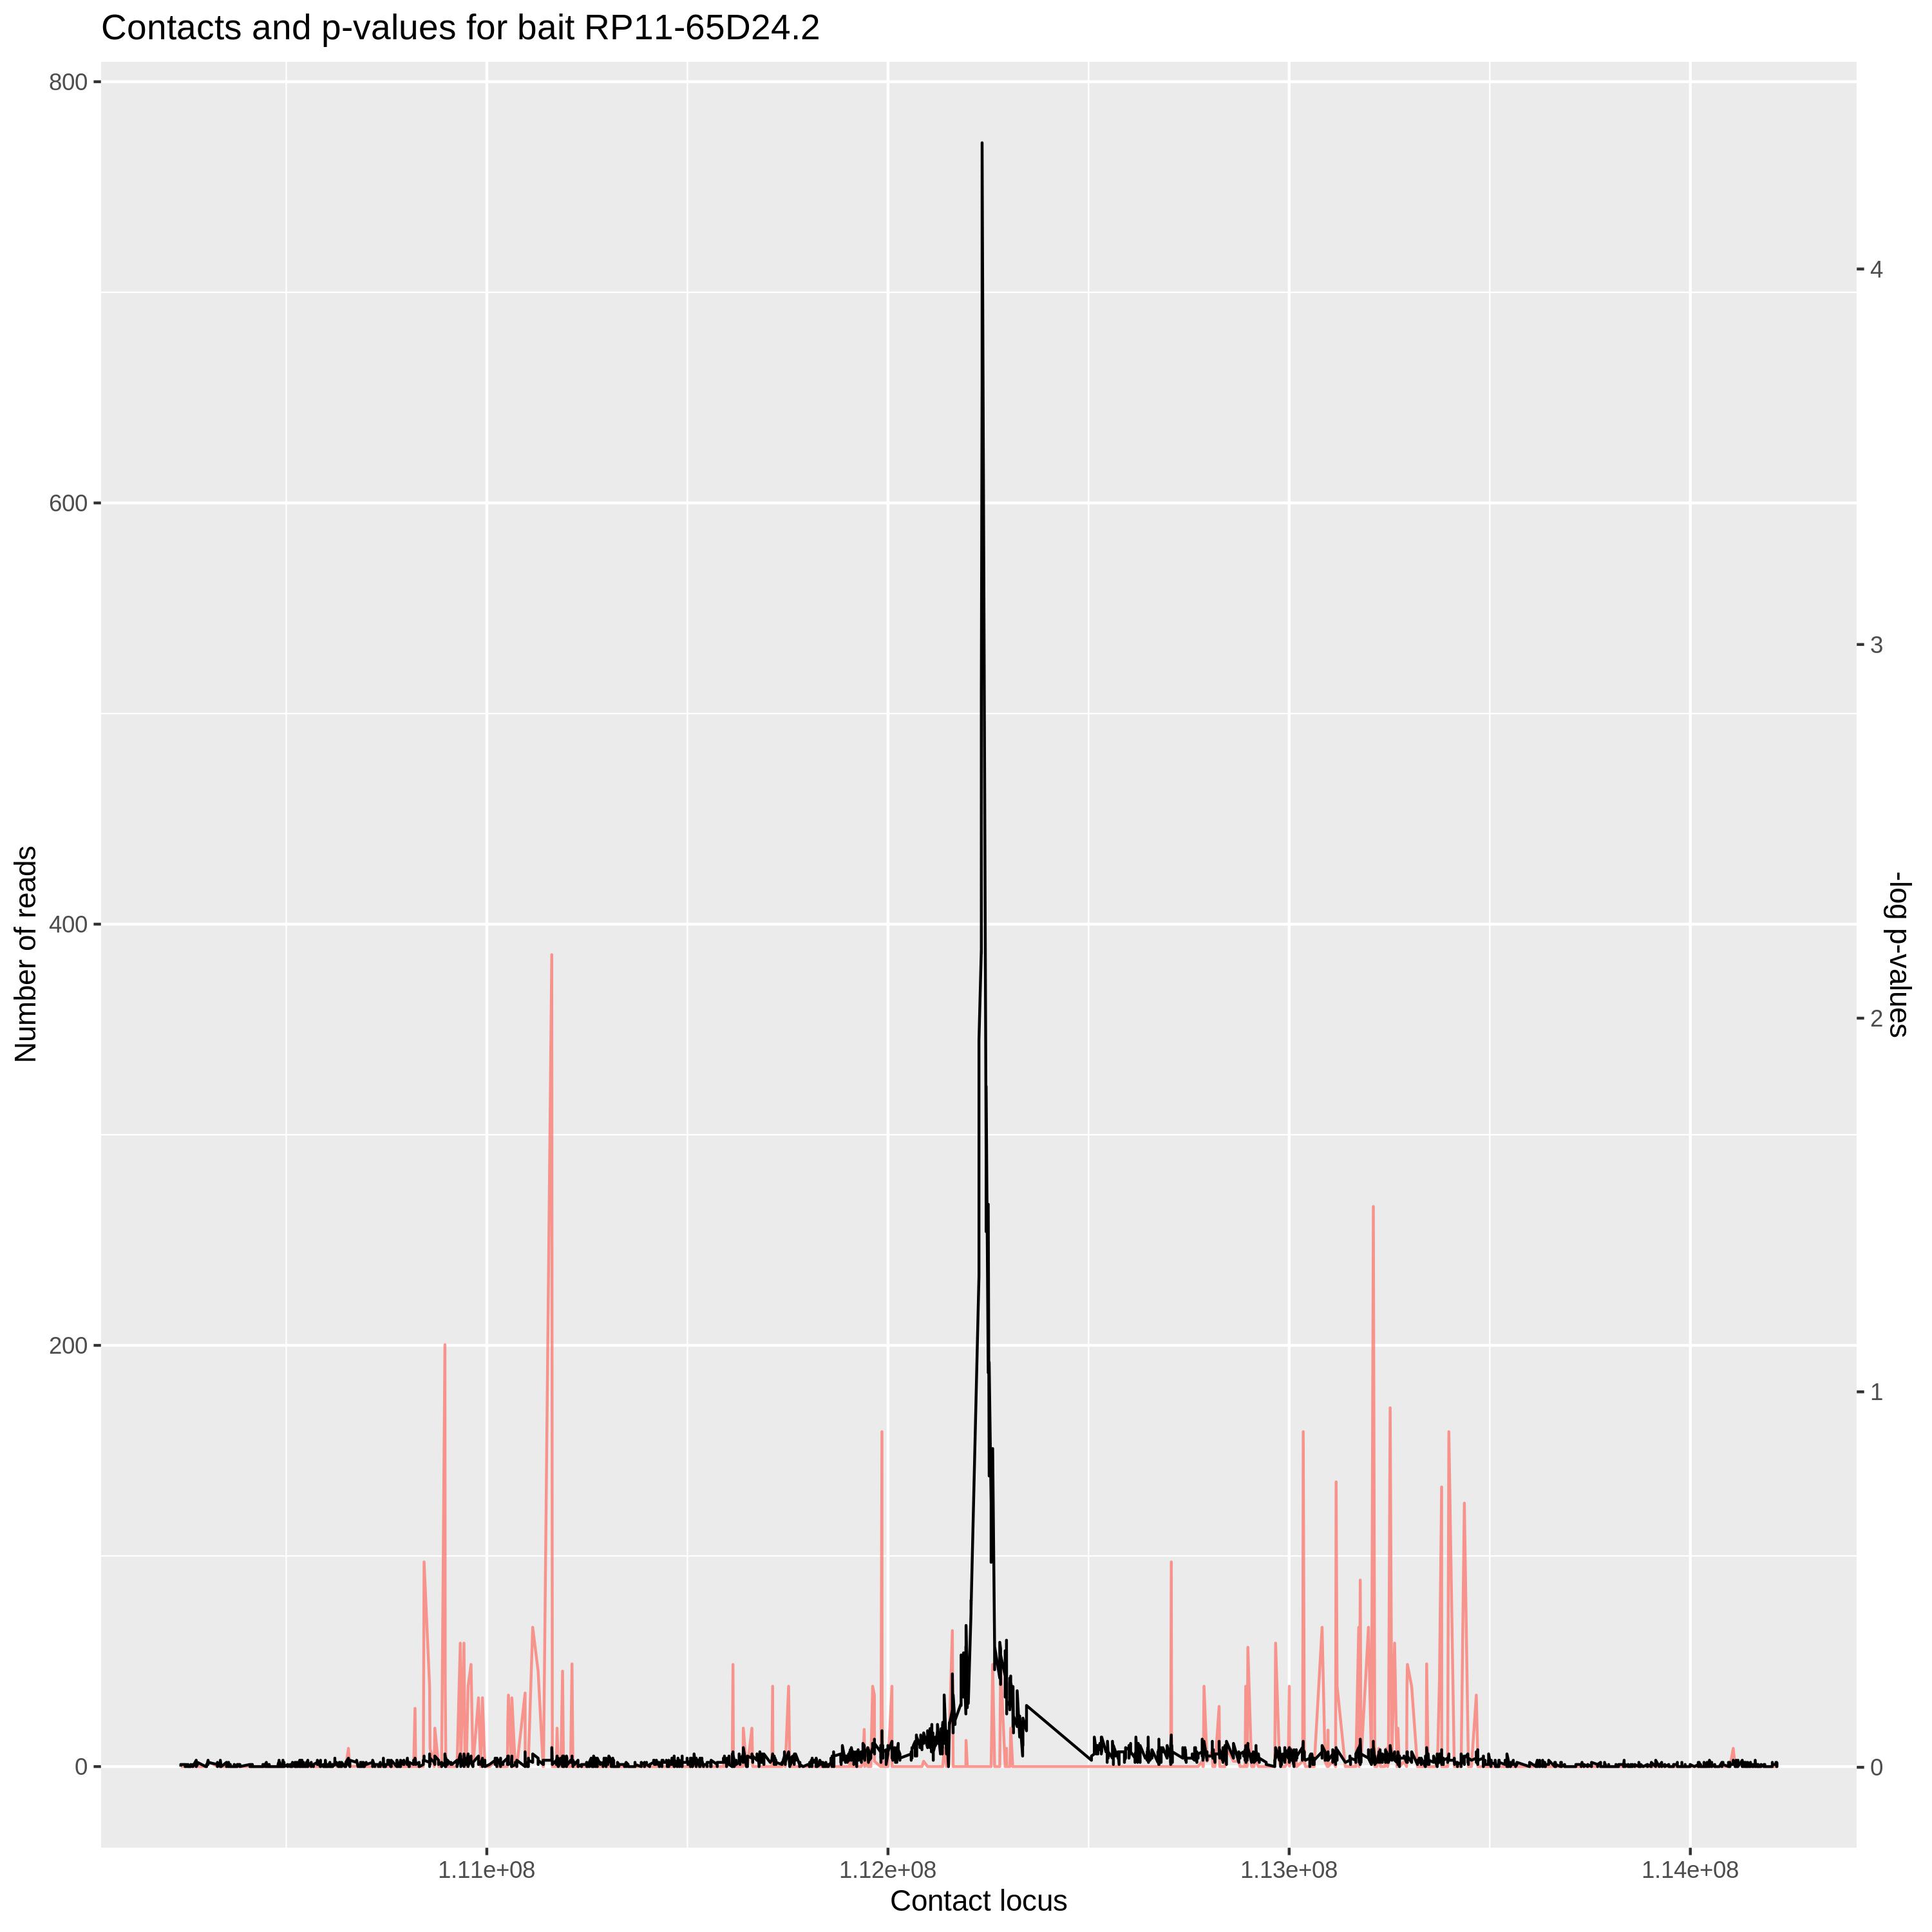 Contacts and p-values for bait RP11-65D24.2
800
600
400
200
0
Number of reads
4
3
2
1
0
-log p-values
1.11e+08
1.12e+08
1.13e+08
1.14e+08
Contact locus